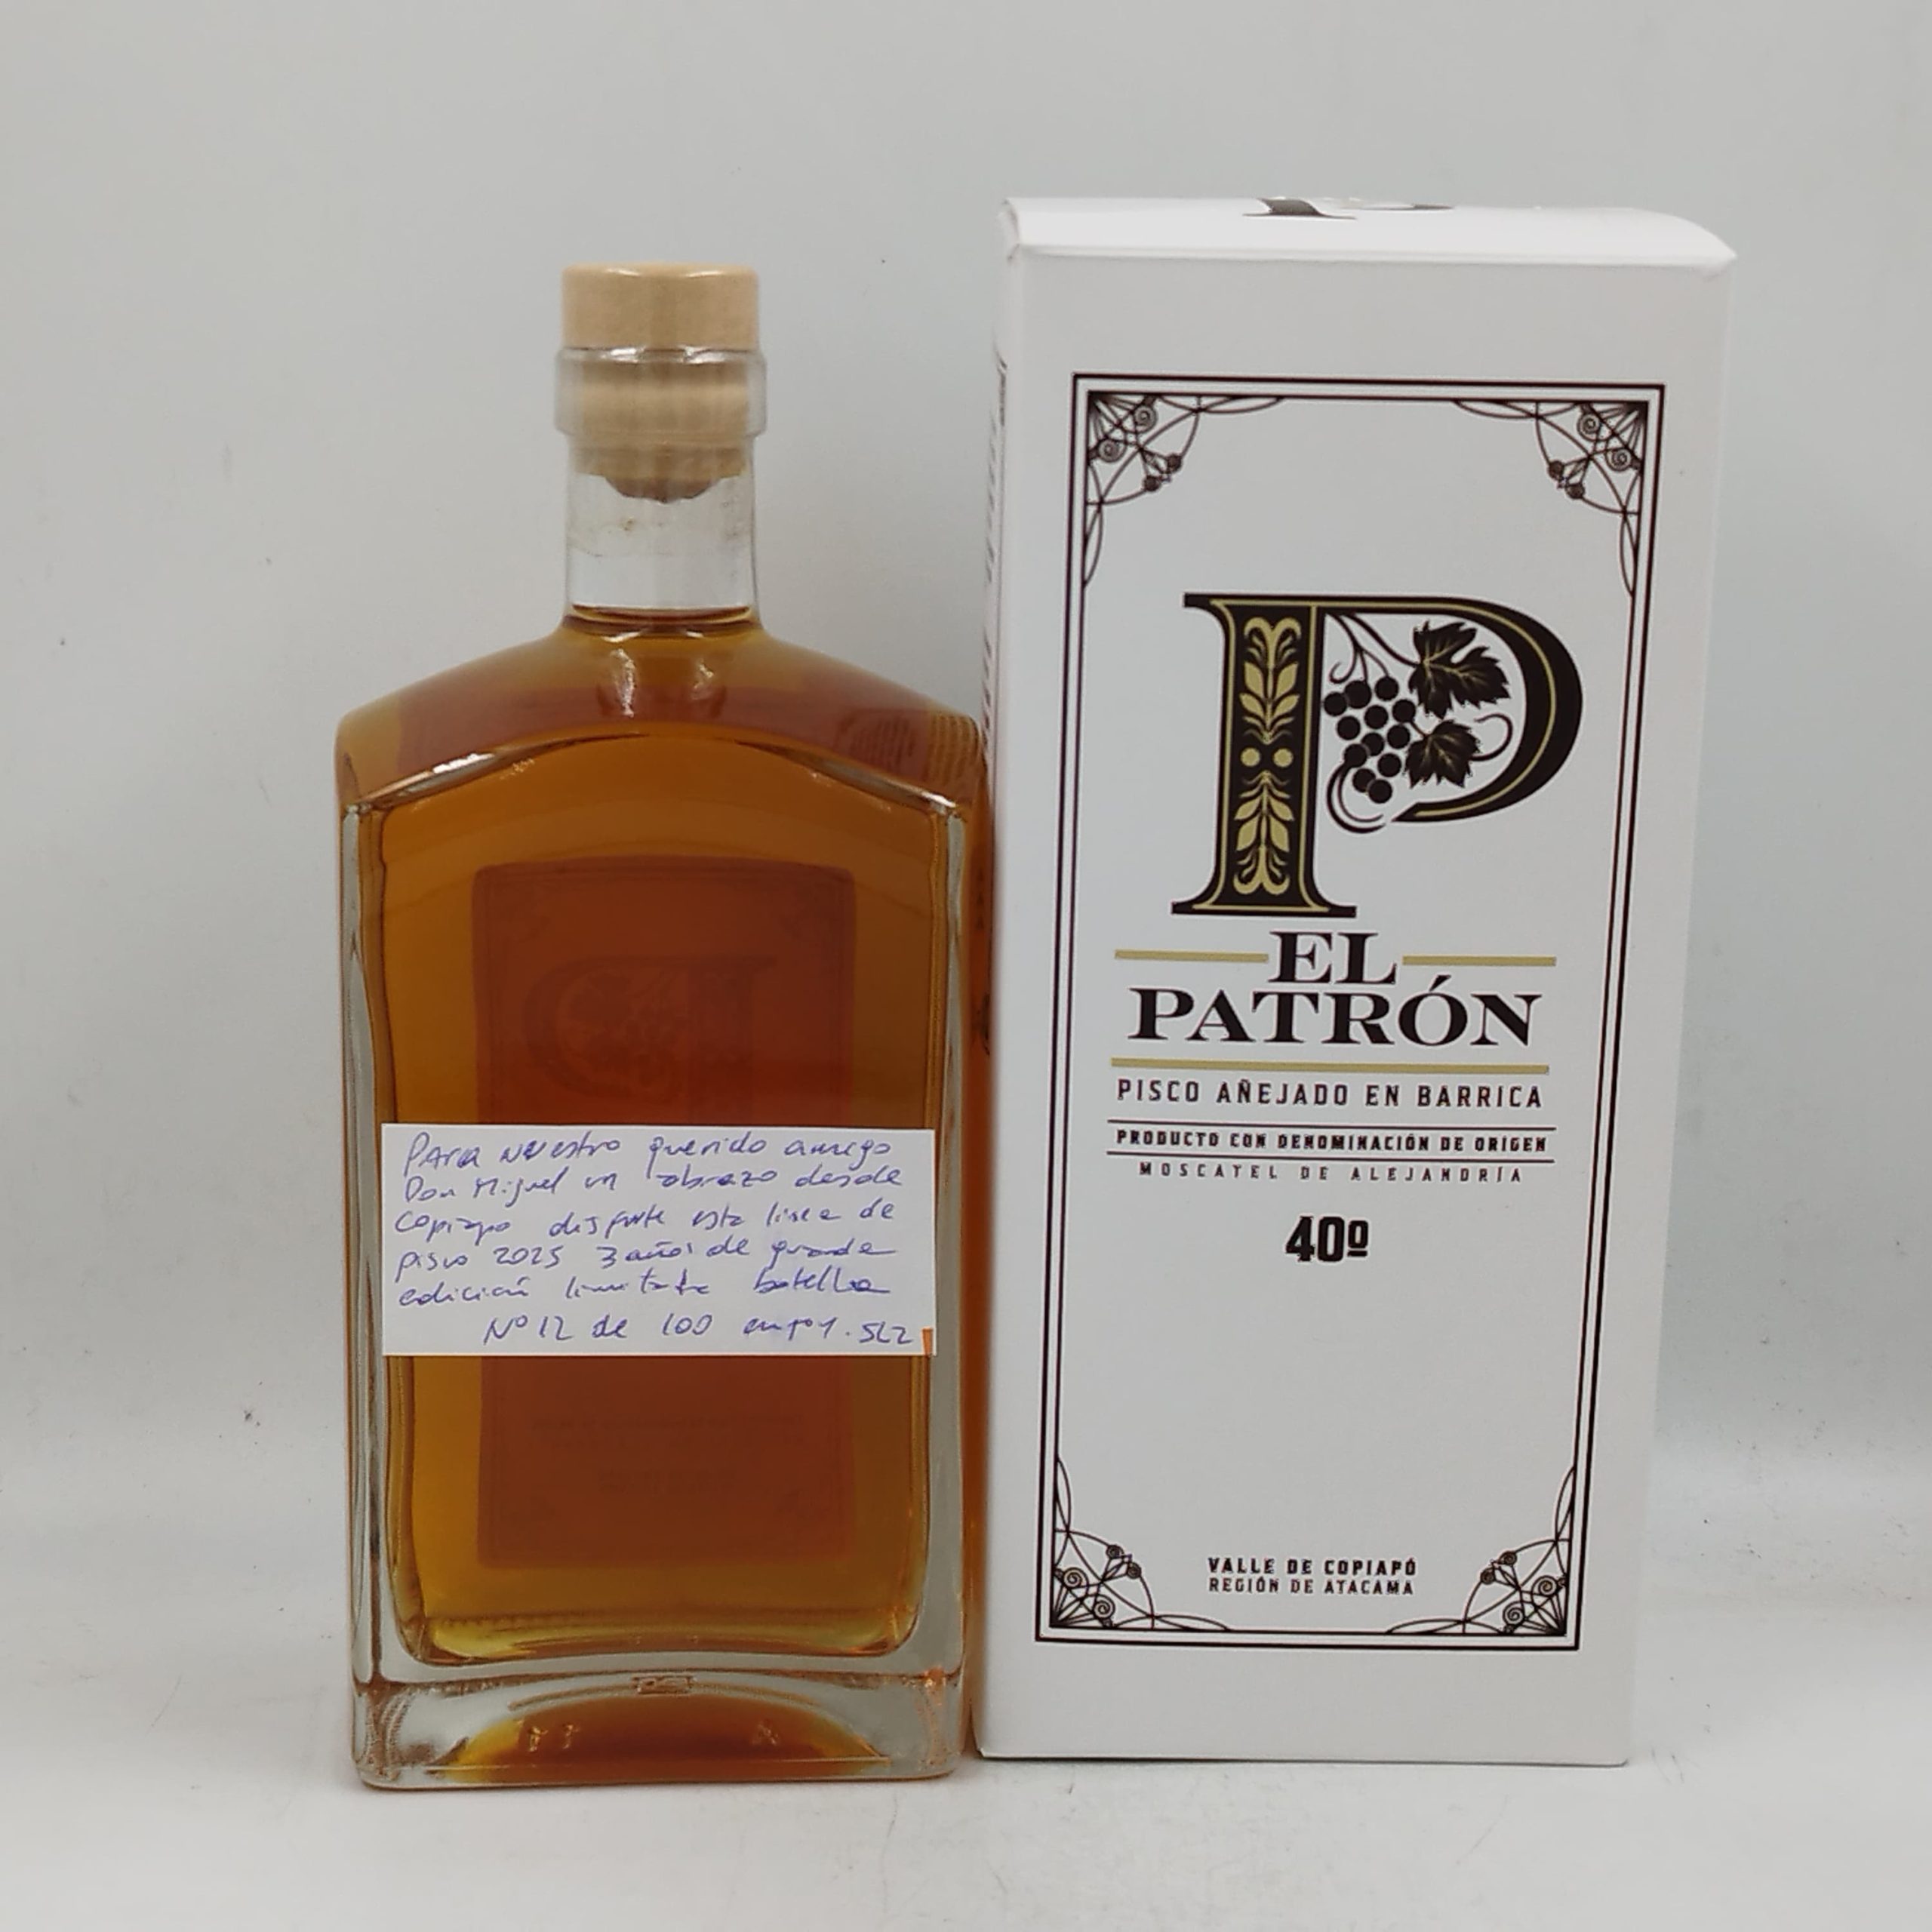 Para nuestro querido amigo
Don Miguel un abrazo desde
Copiapo disfrute esta linea de
pisco 2025 3 años de guarda
edición limitada botella
Nº 12 de 100 enjoy. SLZ
P
EL
PATRÓN
PISCO AÑEJADO EN BARRICA
PRODUCTO CON DENOMINACIÓN DE ORIGEN
MOSCATEL DE ALEJANDRÍA
40º
VALLE DE COPIAPÓ
REGIÓN DE ATACAMA